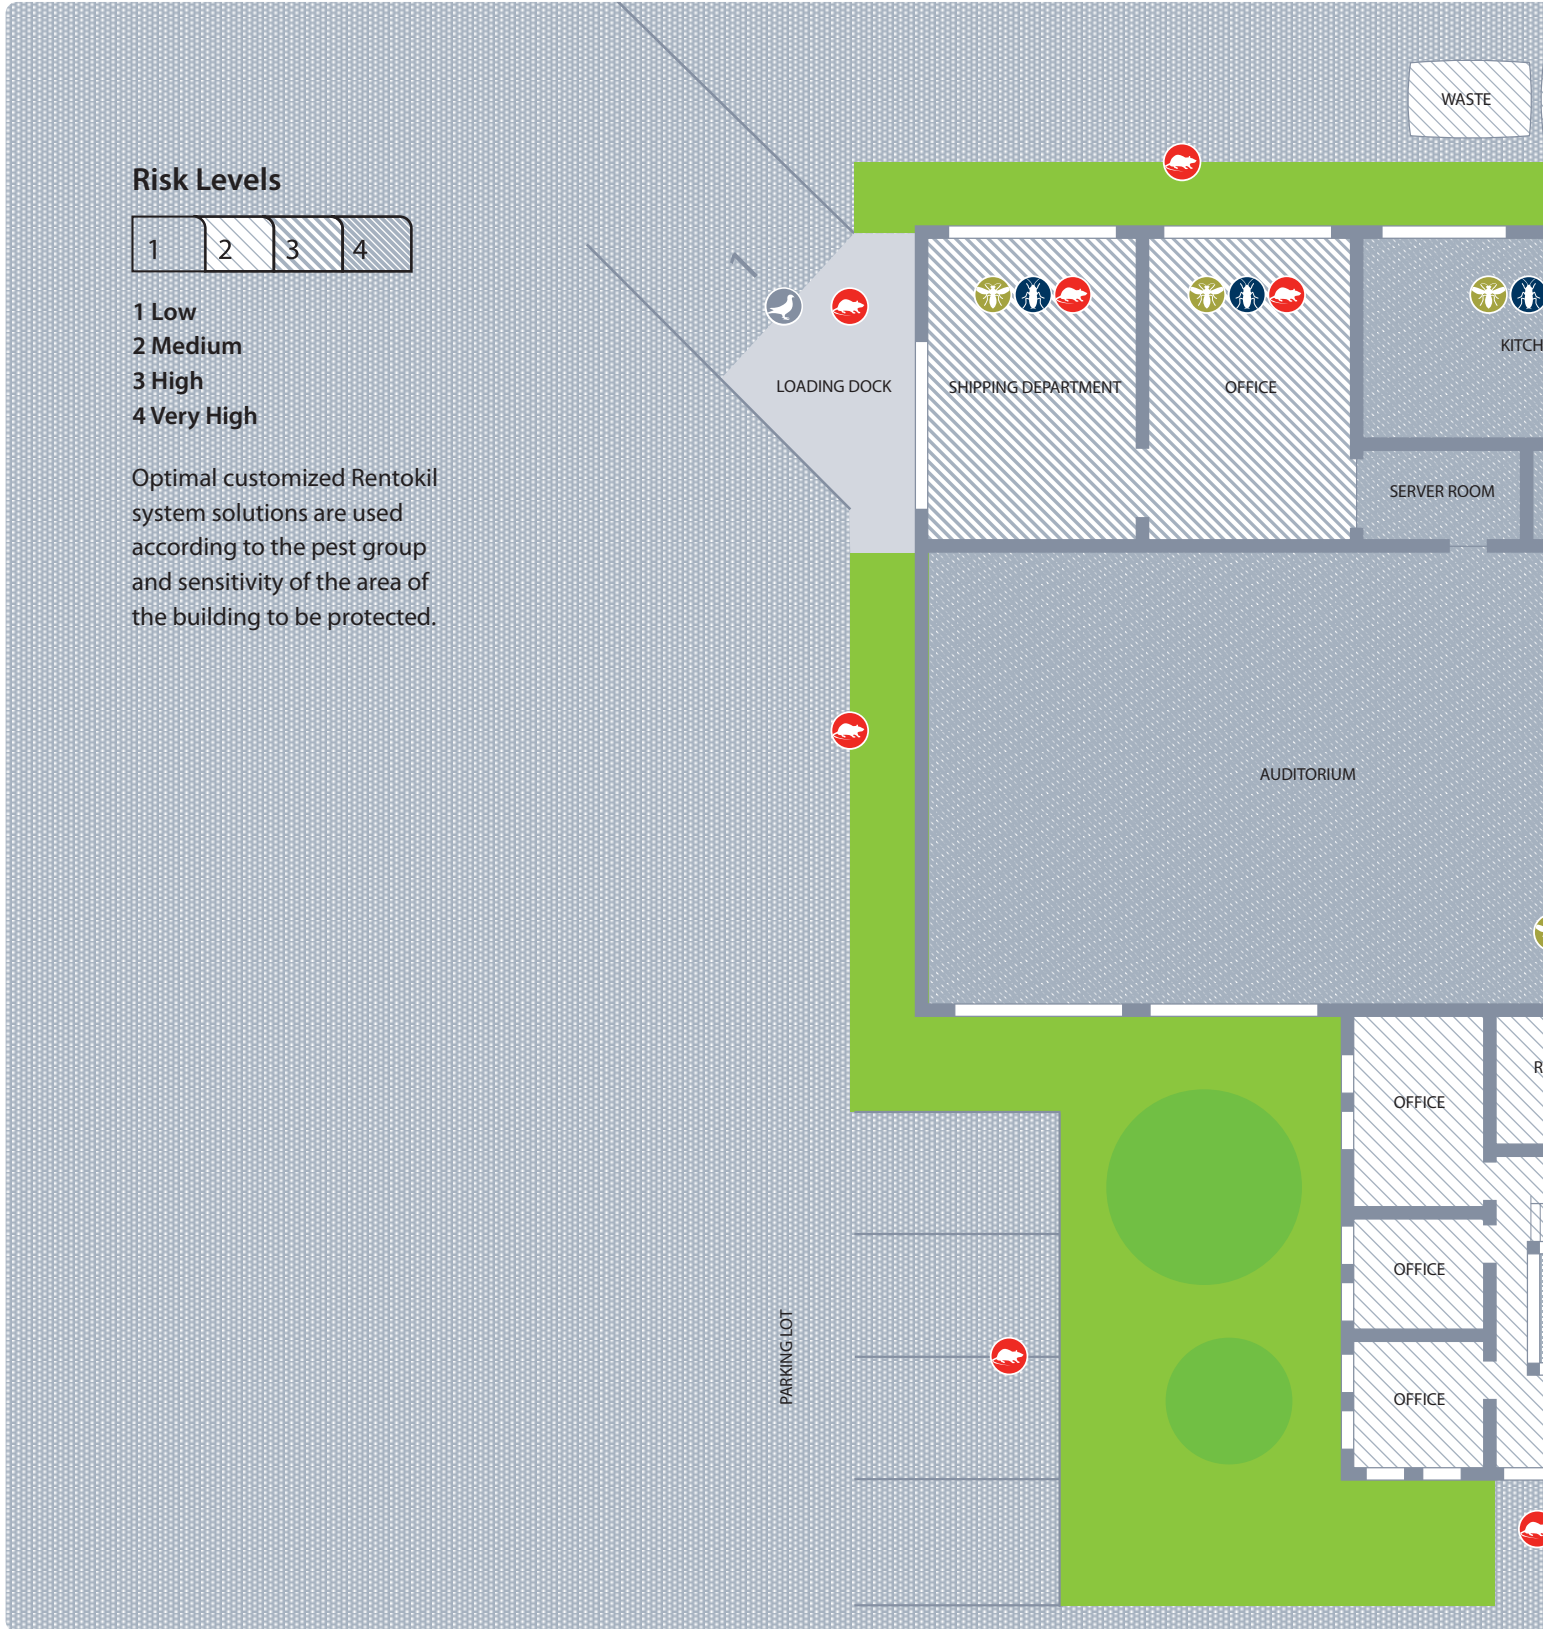 Risk Levels
1 2 3 4
1 Low
2 Medium
3 High
4 Very High
Optimal customized Rentokil
system solutions are used
according to the pest group
and sensitivity of the area of
the building to be protected.
WASTE
KITCH
LOADING DOCK
SHIPPING DEPARTMENT
OFFICE
SERVER ROOM
AUDITORIUM
R
OFFICE
OFFICE
OFFICE
PARKING LOT